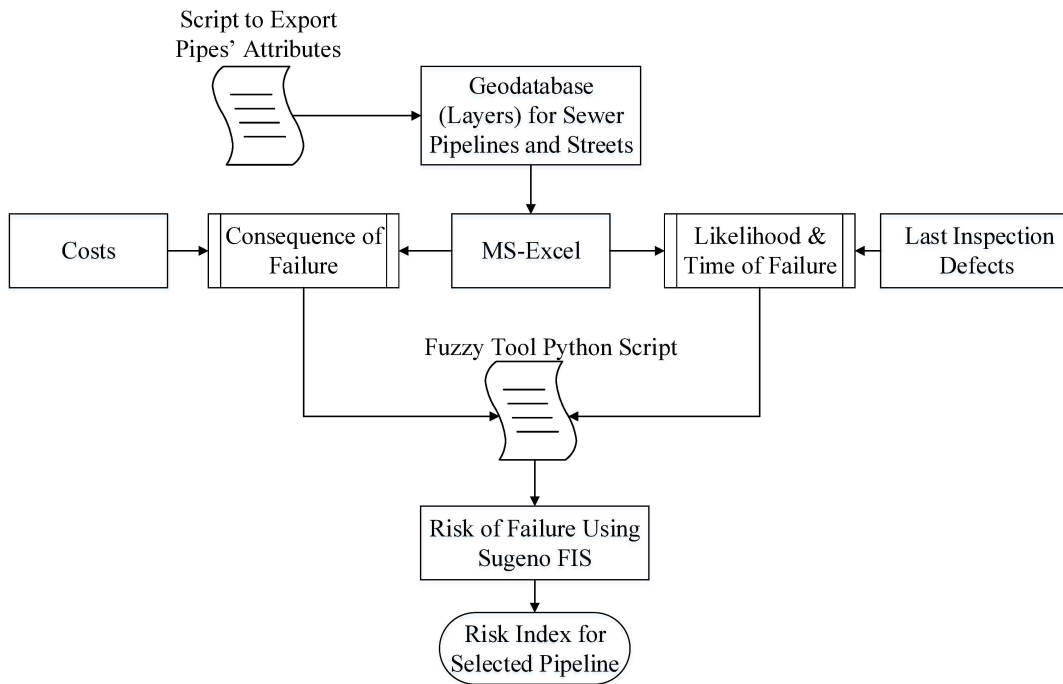 Script to Export
Pipes’ Attributes
Geodatabase
(Layers) for Sewer
Pipelines and Streets
Costs
Consequence of
Failure
MS-Excel
Likelihood &
Time of Failure
Last Inspection
Defects
Fuzzy Tool Python Script
Risk of Failure Using
Sugeno FIS
Risk Index for
Selected Pipeline